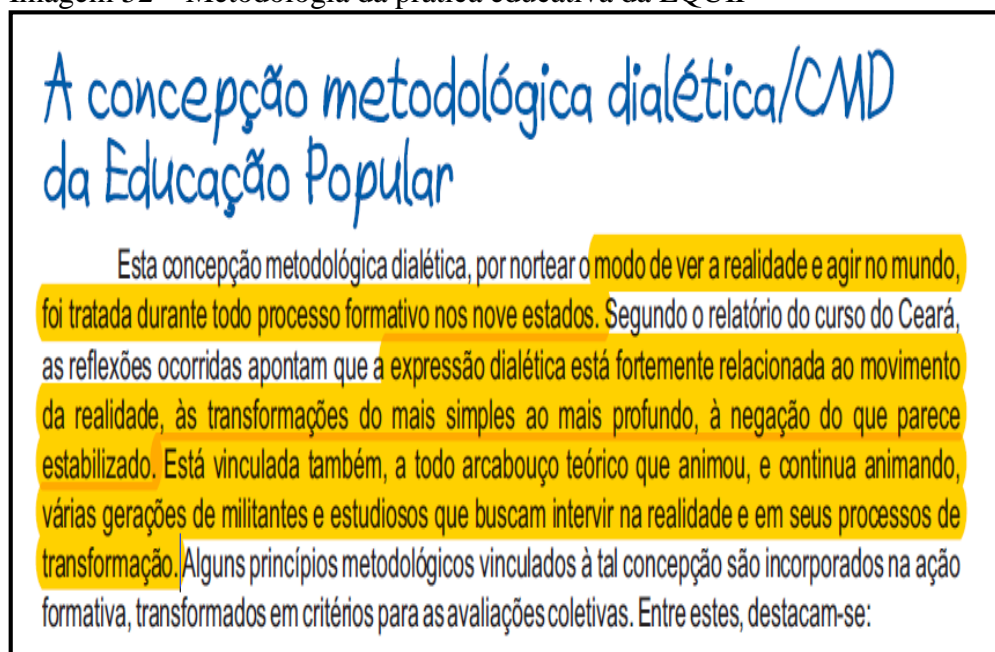 Imagem 32 – Metodologia da prática educativa da EQUIP
A concepção metodológica dialética/CMD
da Educação Popular
Esta concepção metodológica dialética, por nortear o modo de ver a realidade e agir no mundo,
foi tratada durante todo processo formativo nos nove estados. Segundo o relatório do curso do Ceará,
as reflexões ocorridas apontam que a expressão dialética está fortemente relacionada ao movimento
da realidade, às transformações do mais simples ao mais profundo, à negação do que parece
estabilizado. Está vinculada também, a todo arcabouço teórico que animou, e continua animando,
várias gerações de militantes e estudiosos que buscam intervir na realidade e em seus processos de
transformação. Alguns princípios metodológicos vinculados à tal concepção são incorporados na ação
formativa, transformados em critérios para as avaliações coletivas. Entre estes, destacam-se: